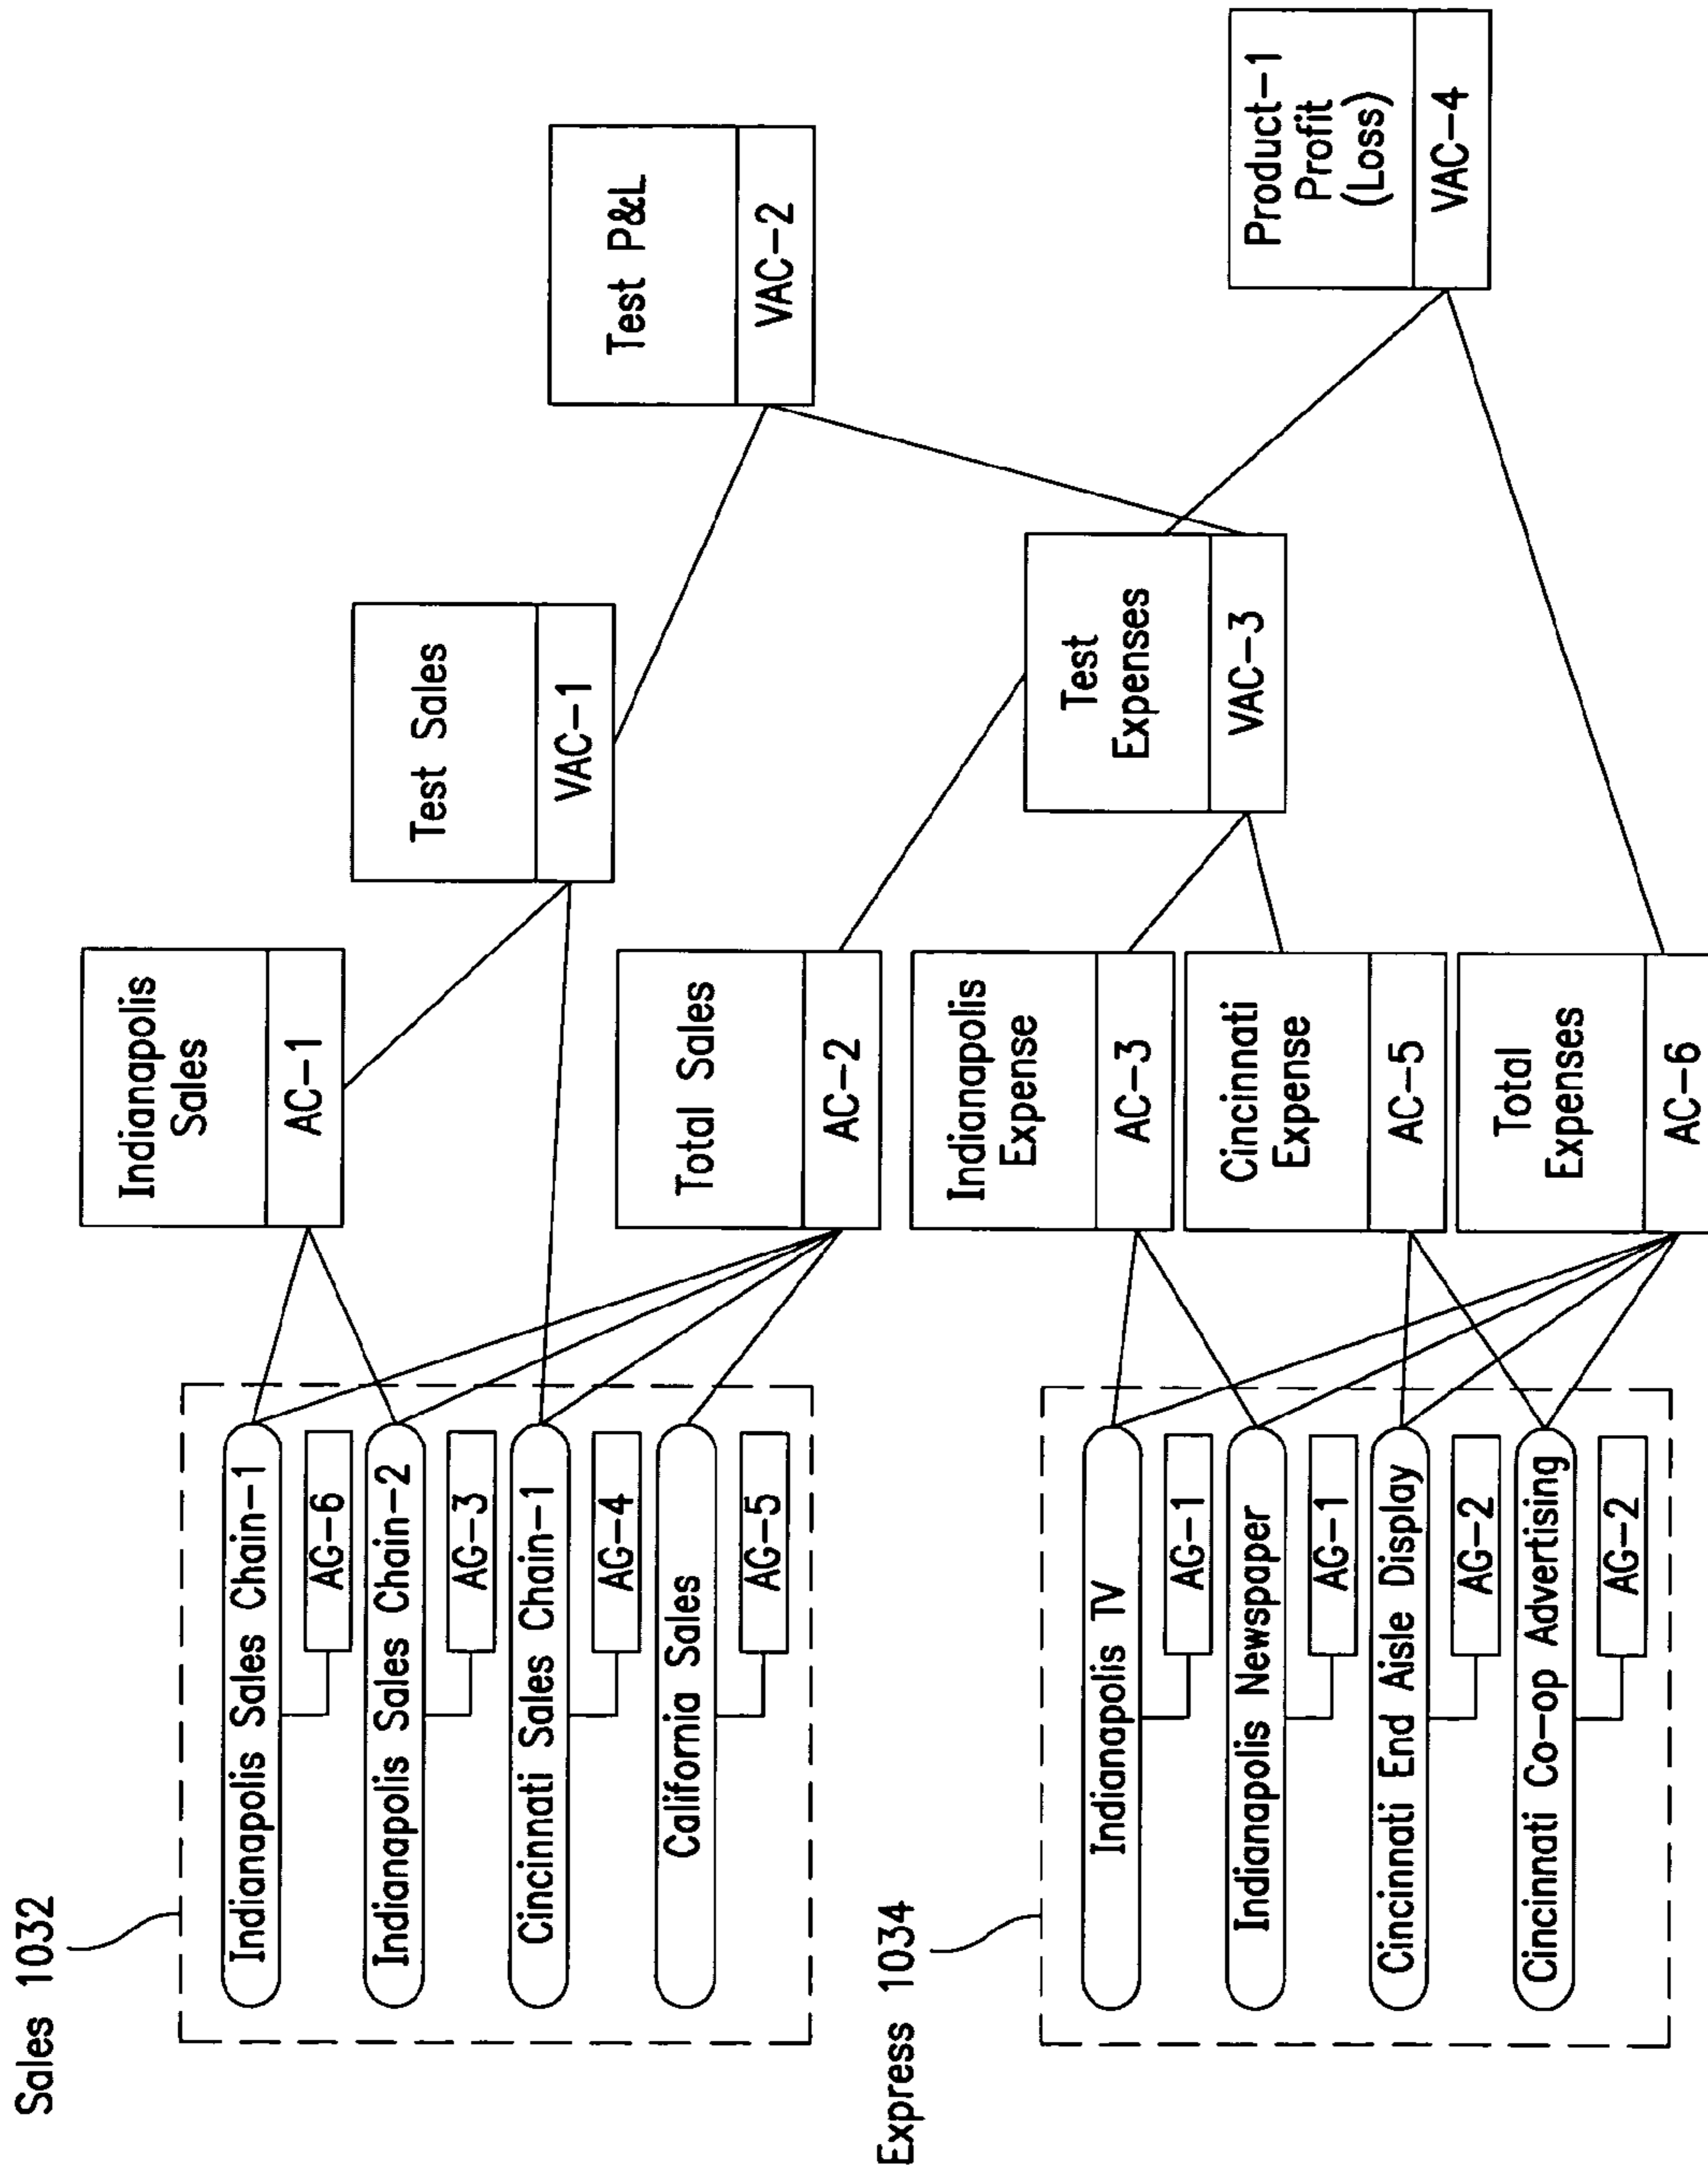 Sales 1032
Indianapolis Sales Chain-1
AG-6
Indianapolis Sales Chain-2
AG-3
Cincinnati Sales Chain-1
AG-4
California Sales
AG-5
Express 1034
Indianapolis TV
AG-1
Indianapolis Newspaper
AG-1
Cincinnati End Aisle Display
AG-2
Cincinnati Co-op Advertising
AG-2
Indianapolis
Sales
AC-1
Total Sales
AC-2
Indianapolis
Expense
AC-3
Cincinnati
Expense
AC-5
Total
Expenses
AC-6
Test Sales
VAC-1
Test
Expenses
VAC-3
Test P&L
VAC-2
Product-1
Profit
(Loss)
VAC-4